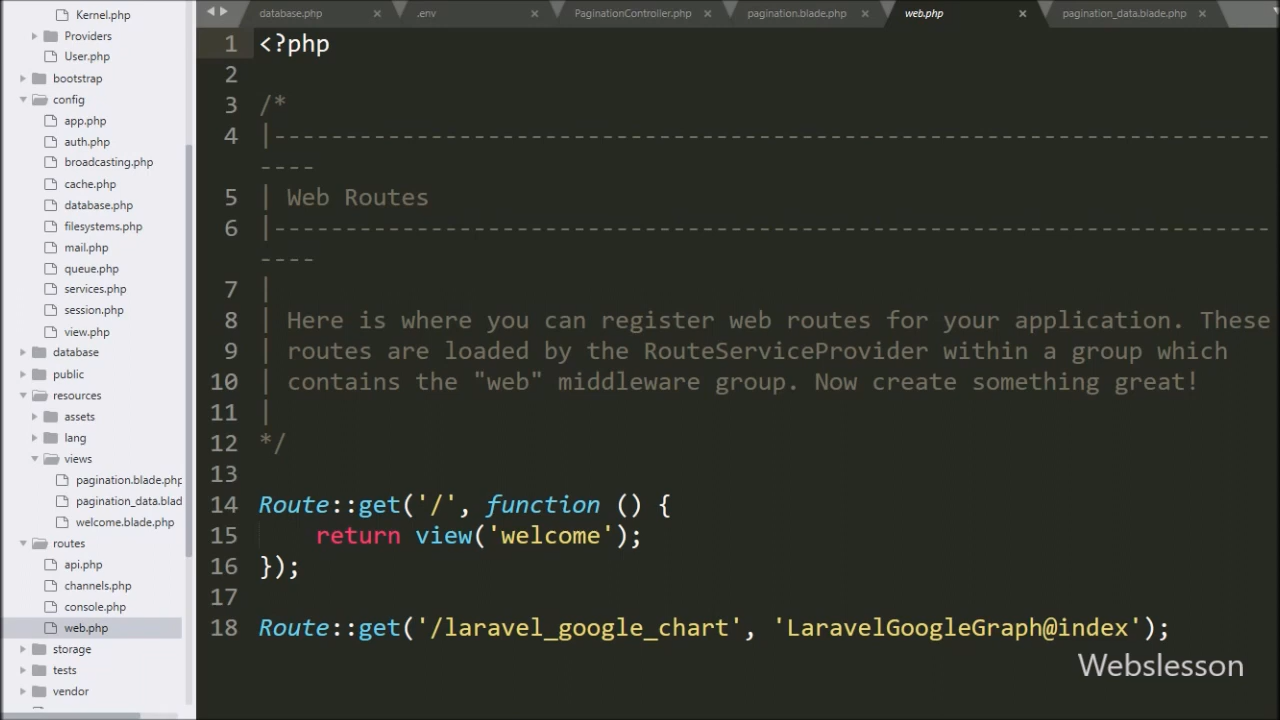 Kernel.php
Providers
User.php
bootstrap
config
app.php
auth.php
broadcasting.php
cache.php
database.php
filesystems.php
mail.php
queue.php
services.php
session.php
view.php
database
public
resources
assets
lang
views
pagination.blade.php
pagination_data.blad
welcome.blade.php
routes
api.php
channels.php
console.php
web.php
storage
tests
vendor
database.php .env PaginationController.php pagination.blade.php web.php pagination_data.blade.php
1 <?php
2
3 /*
4 |----------------------------------------------------------------------
----
5 | Web Routes
6 |----------------------------------------------------------------------
----
7 |
8 | Here is where you can register web routes for your application. These
9 | routes are loaded by the RouteServiceProvider within a group which
10 | contains the "web" middleware group. Now create something great!
11 |
12 */
13
14 Route::get('/', function () {
15     return view('welcome');
16 });
17
18 Route::get('/laravel_google_chart', 'LaravelGoogleGraph@index');
Webslesson